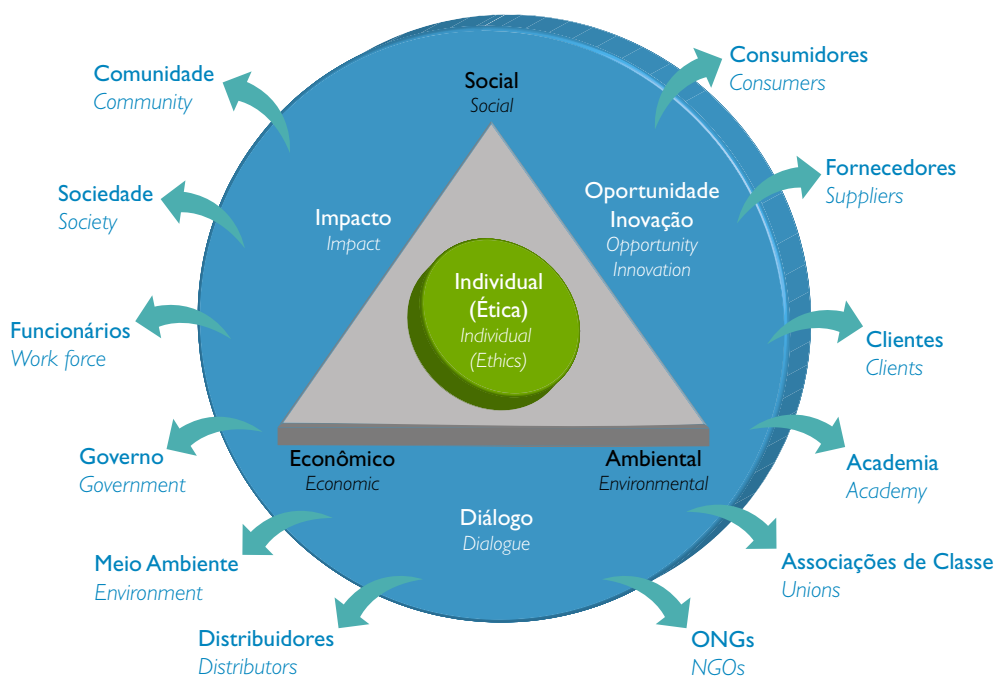 Comunidade
Community
Consumidores
Consumers
Social
Social
Sociedade
Society
Fornecedores
Suppliers
Impacto
Impact
Oportunidade
Inovação
Opportunity
Innovation
Individual
(Ética)
Individual
(Ethics)
Funcionários
Work force
Clientes
Clients
Governo
Government
Econômico
Economic
Ambiental
Environmental
Academia
Academy
Diálogo
Dialogue
Meio Ambiente
Environment
Associações de Classe
Unions
Distribuidores
Distributors
ONGs
NGOs